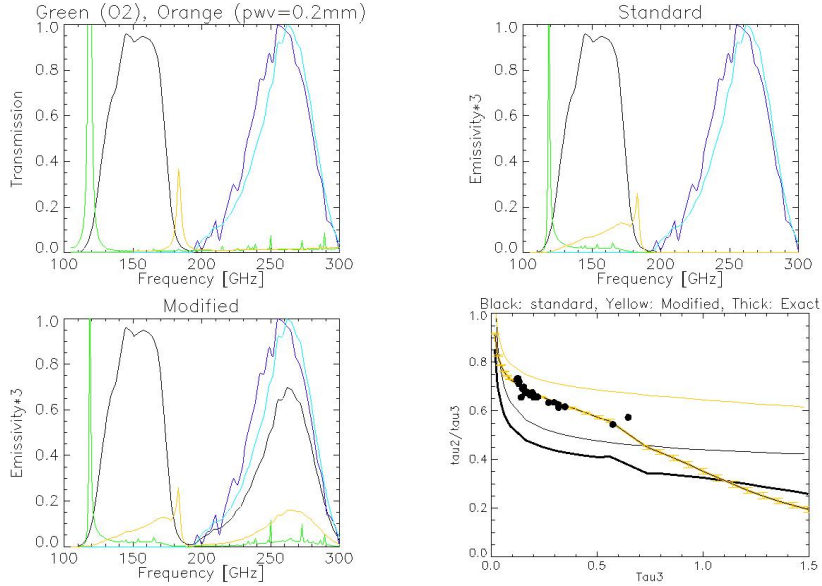 Green (O2), Orange (pwv=0.2mm)
Transmission
1.0
0.8
0.6
0.4
0.2
0.0
100 150 200 250 300
Frequency [GHz]
Standard
Emissivity*3
1.0
0.8
0.6
0.4
0.2
0.0
100 150 200 250 300
Frequency [GHz]
Modified
Emissivity*3
1.0
0.8
0.6
0.4
0.2
0.0
100 150 200 250 300
Frequency [GHz]
Black: standard, Yellow: Modified, Thick: Exact
tau2/tau3
1.0
0.8
0.6
0.4
0.2
0.0
0.0 0.5 1.0 1.5
Tau3